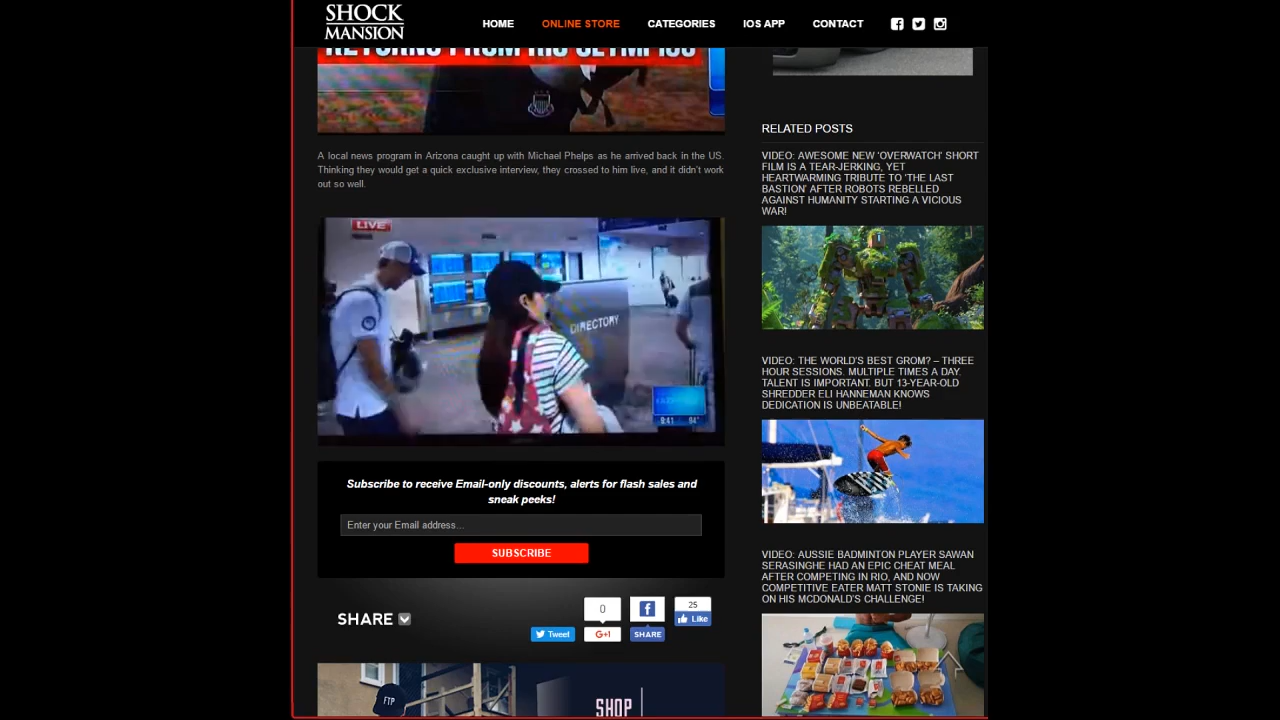 SHOCK
MANSION
HOME
ONLINE STORE
CATEGORIES
IOS APP
CONTACT
RETURNS FROM RIO OLYMPICS
A local news program in Arizona caught up with Michael Phelps as he arrived back in the US.
Thinking they would get a quick exclusive interview, they crossed to him live, and it didn't work
out so well.
LIVE
DIRECTORY
9:41 94°
Subscribe to receive Email-only discounts, alerts for flash sales and
sneak peeks!
Enter your Email address...
SUBSCRIBE
SHARE
0
25
Like
Tweet
G+1
SHARE
FTP
SHOP
RELATED POSTS
VIDEO: AWESOME NEW 'OVERWATCH' SHORT
FILM IS A TEAR-JERKING, YET
HEARTWARMING TRIBUTE TO 'THE LAST
BASTION' AFTER ROBOTS REBELLED
AGAINST HUMANITY STARTING A VICIOUS
WAR!
VIDEO: THE WORLD'S BEST GROM? – THREE
HOUR SESSIONS. MULTIPLE TIMES A DAY.
TALENT IS IMPORTANT. BUT 13-YEAR-OLD
SHREDDER ELI HANNEMAN KNOWS
DEDICATION IS UNBEATABLE!
VIDEO: AUSSIE BADMINTON PLAYER SAWAN
SERASINGHE HAD AN EPIC CHEAT MEAL
AFTER COMPETING IN RIO, AND NOW
COMPETITIVE EATER MATT STONIE IS TAKING
ON HIS MCDONALD'S CHALLENGE!